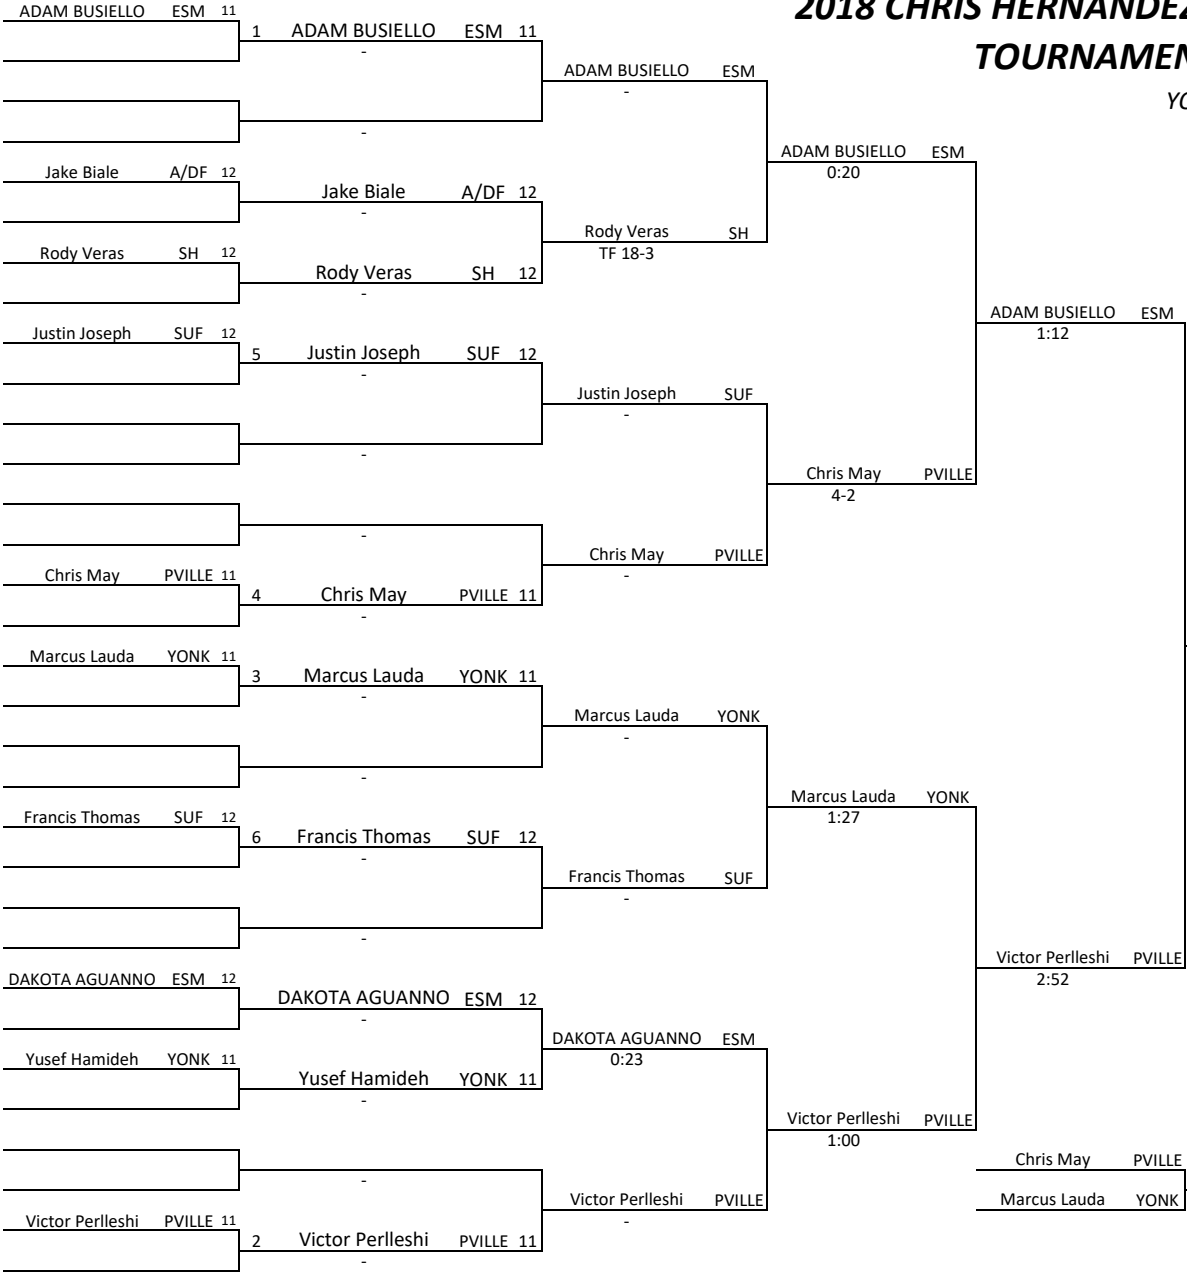 2018 CHRIS HERNANDEZ
TOURNAMEN
YO
ADAM BUSIELLO ESM 11
1 ADAM BUSIELLO ESM 11
-
ADAM BUSIELLO ESM
-
-
ADAM BUSIELLO ESM
0:20
Jake Biale A/DF 12
Jake Biale A/DF 12
-
Rody Veras SH
TF 18-3
Rody Veras SH 12
Rody Veras SH 12
-
ADAM BUSIELLO ESM
1:12
Justin Joseph SUF 12
5 Justin Joseph SUF 12
-
Justin Joseph SUF
-
-
Chris May PVILLE
4-2
-
Chris May PVILLE
-
Chris May PVILLE 11
4 Chris May PVILLE 11
-
Marcus Lauda YONK 11
3 Marcus Lauda YONK 11
-
Marcus Lauda YONK
-
-
Marcus Lauda YONK
1:27
Francis Thomas SUF 12
6 Francis Thomas SUF 12
-
Francis Thomas SUF
-
-
Victor Perlleshi PVILLE
2:52
DAKOTA AGUANNO ESM 12
DAKOTA AGUANNO ESM 12
-
DAKOTA AGUANNO ESM
0:23
Yusef Hamideh YONK 11
Yusef Hamideh YONK 11
-
Victor Perlleshi PVILLE
1:00
Chris May PVILLE
-
Victor Perlleshi PVILLE
-
Marcus Lauda YONK
Victor Perlleshi PVILLE 11
2 Victor Perlleshi PVILLE 11
-